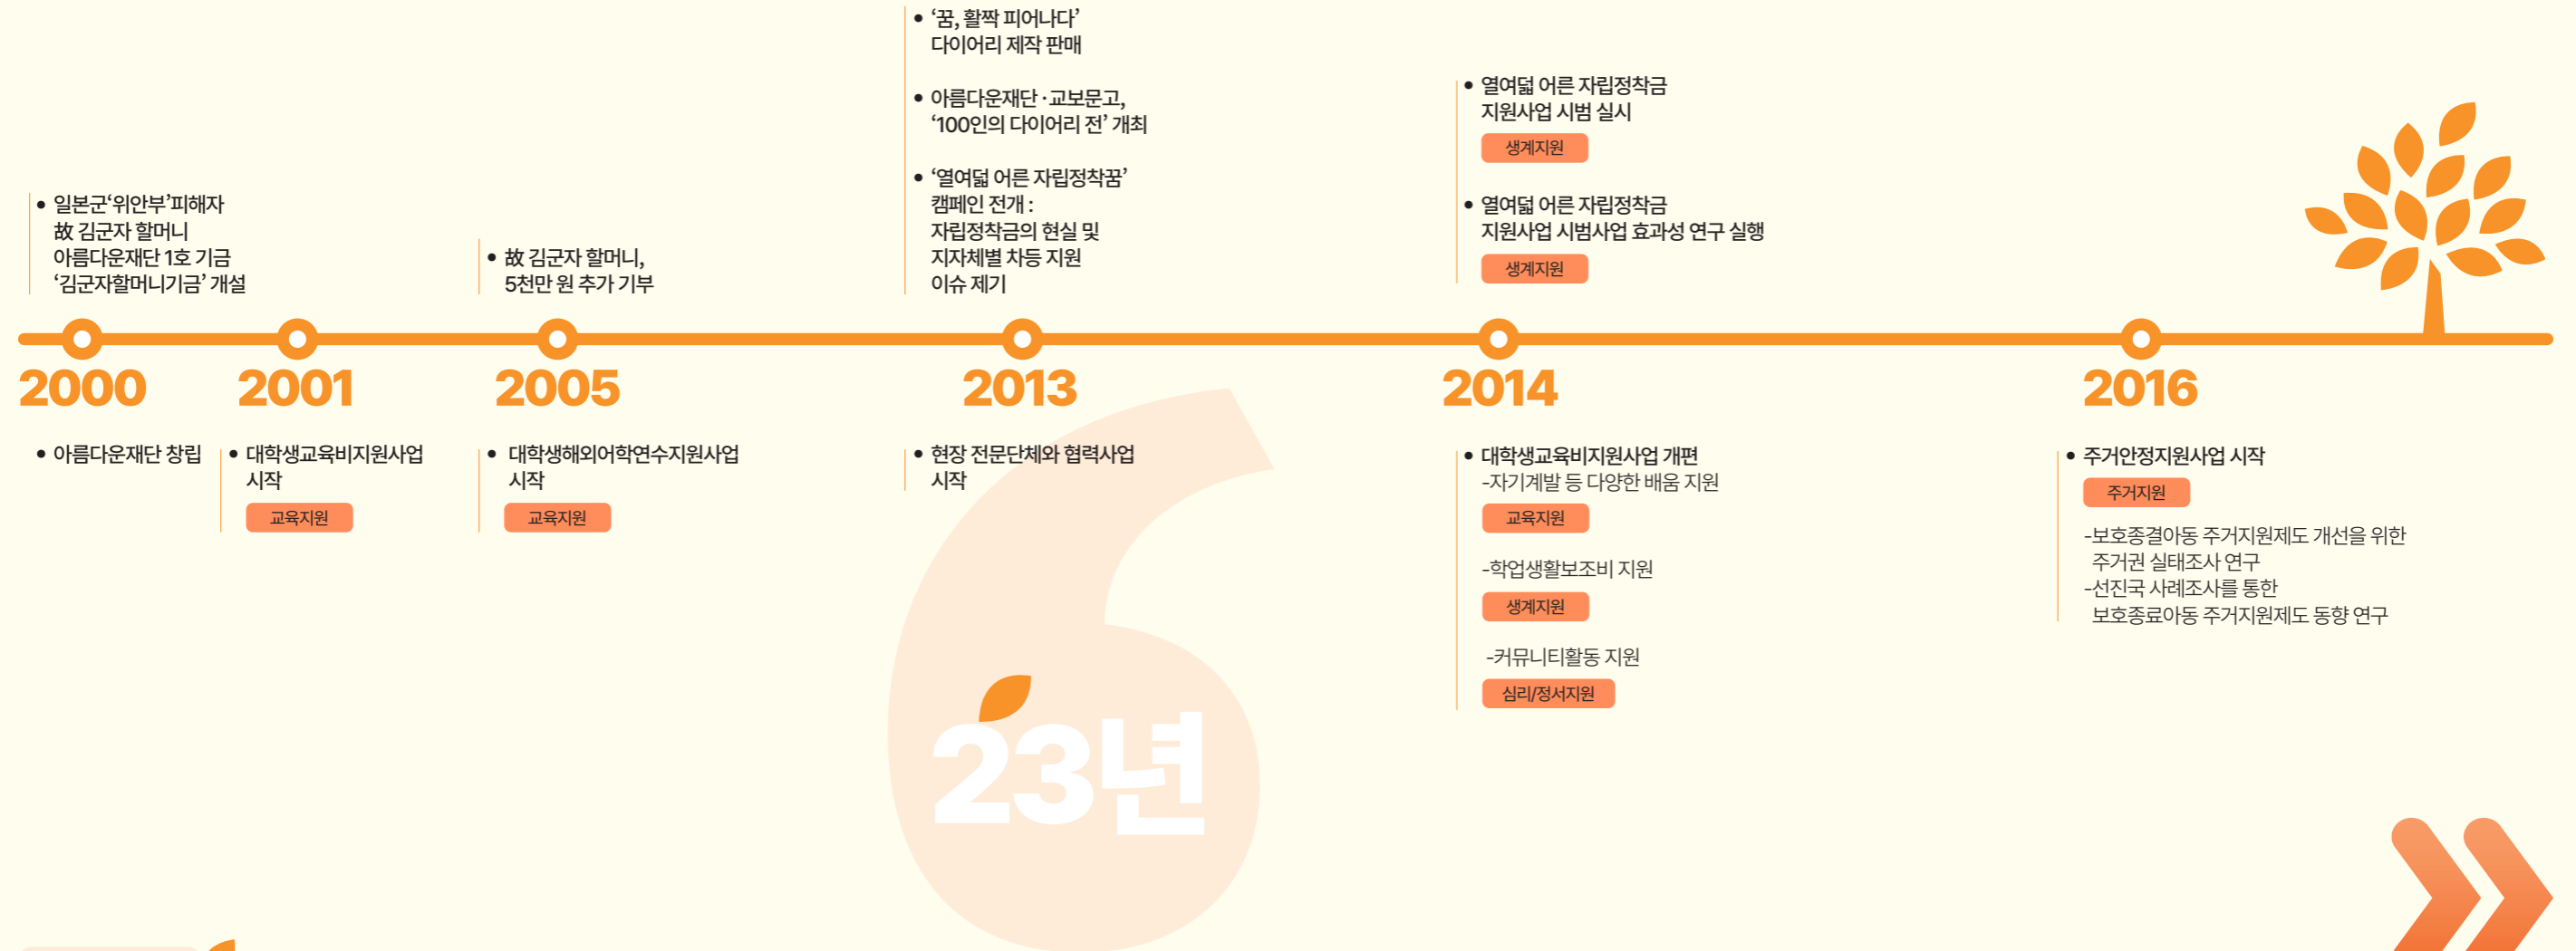 일본군‘위안부’피해자
故 김군자 할머니
아름다운재단 1호 기금
‘김군자할머니기금’ 개설
2000
아름다운재단 창립
2001
대학생교육비지원사업
시작
교육지원
故 김군자 할머니,
5천만 원 추가 기부
2005
대학생해외어학연수지원사업
시작
교육지원
‘꿈, 활짝 피어나다’
다이어리 제작 판매
아름다운재단 · 교보문고,
‘100인의 다이어리 전’ 개최
‘열여덟 어른 자립정착꿈’
캠페인 전개 :
자립정착금의 현실 및
지자체별 차등 지원
이슈 제기
2013
현장 전문단체와 협력사업
시작
열여덟 어른 자립정착금
지원사업 시범 실시
생계지원
열여덟 어른 자립정착금
지원사업 시범사업 효과성 연구 실행
생계지원
2014
대학생교육비지원사업 개편
-자기계발 등 다양한 배움 지원
교육지원
-학업생활보조비 지원
생계지원
-커뮤니티활동 지원
심리/정서지원
2016
주거안정지원사업 시작
주거지원
-보호종결아동 주거지원제도 개선을 위한
주거권 실태조사 연구
-선진국 사례조사를 통한
보호종료아동 주거지원제도 동향 연구
23년